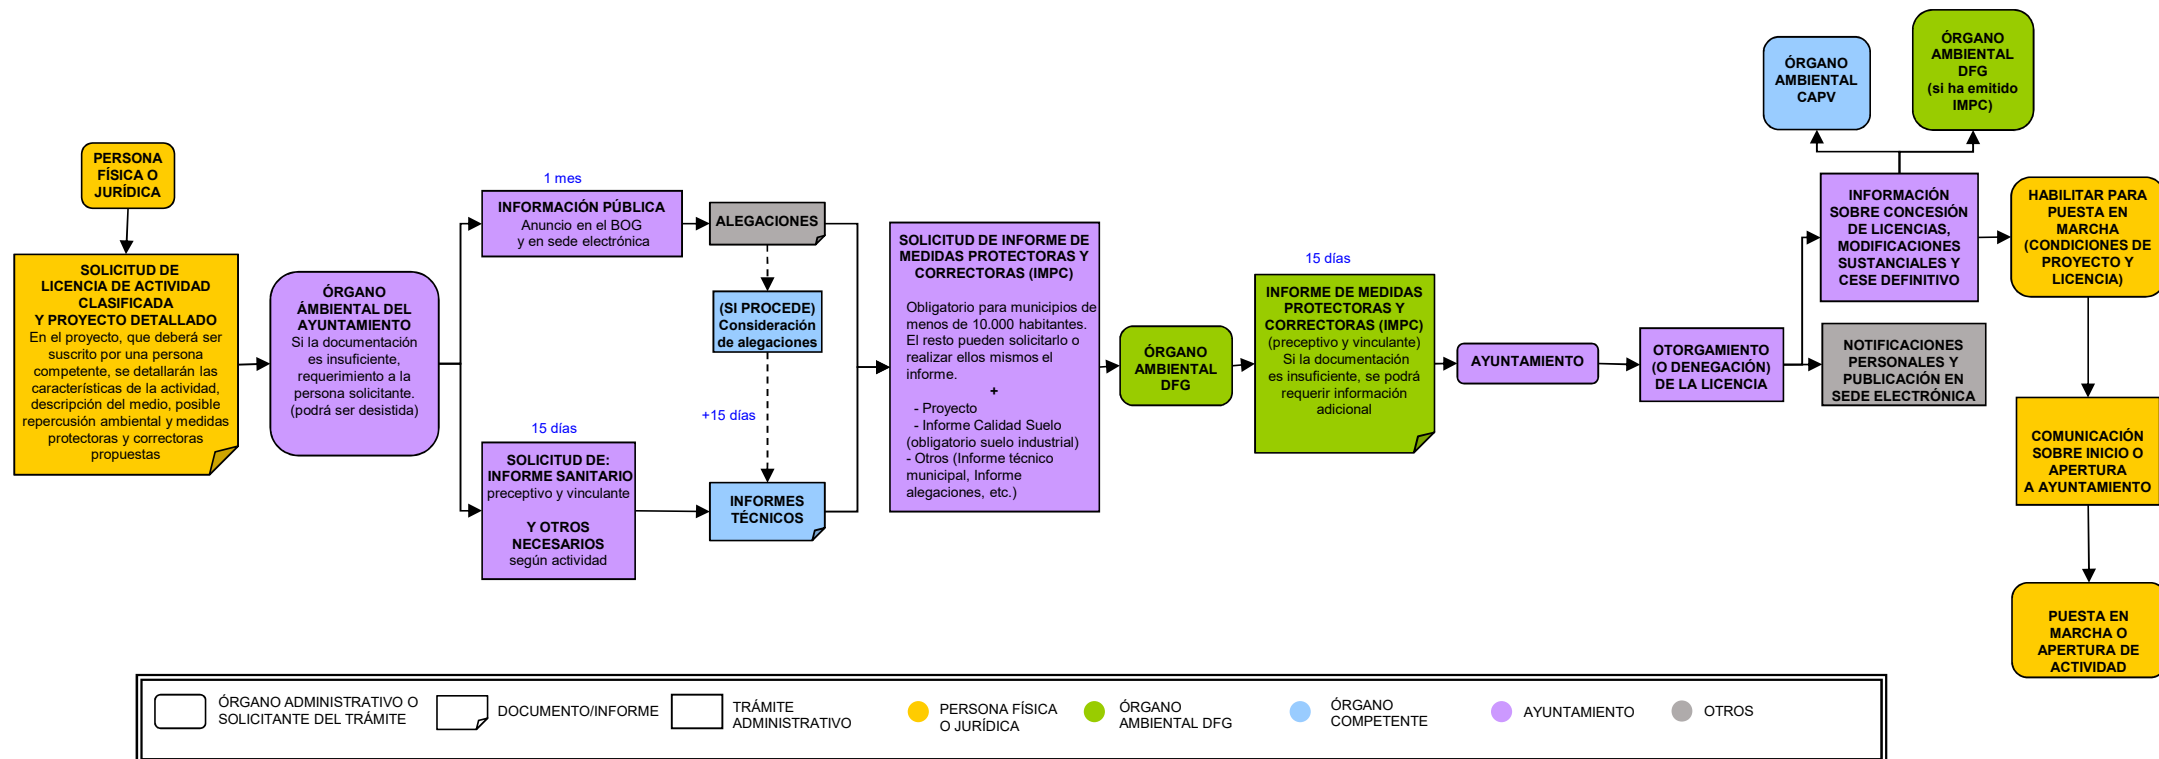 PERSONA
FÍSICA O
JURÍDICA
SOLICITUD DE
LICENCIA DE ACTIVIDAD
CLASIFICADA
Y PROYECTO DETALLADO
En el proyecto, que deberá ser
suscrito por una persona
competente, se detallarán las
características de la actividad,
descripción del medio, posible
repercusión ambiental y medidas
protectoras y correctoras
propuestas
ÓRGANO
ÁMBIENTAL DEL
AYUNTAMIENTO
Si la documentación
es insuficiente,
requerimiento a la
persona solicitante.
(podrá ser desistida)
1 mes
INFORMACIÓN PÚBLICA
Anuncio en el BOG
y en sede electrónica
ALEGACIONES
(SI PROCEDE)
Consideración
de alegaciones
+15 días
15 días
SOLICITUD DE:
INFORME SANITARIO
preceptivo y vinculante
Y OTROS
NECESARIOS
según actividad
INFORMES
TÉCNICOS
SOLICITUD DE INFORME DE
MEDIDAS PROTECTORAS Y
CORRECTORAS (IMPC)
Obligatorio para municipios de
menos de 10.000 habitantes.
El resto pueden solicitarlo o
realizar ellos mismos el
informe.
+
- Proyecto
- Informe Calidad Suelo
(obligatorio suelo industrial)
- Otros (Informe técnico
municipal, Informe
alegaciones, etc.)
ÓRGANO
AMBIENTAL
DFG
15 días
INFORME DE MEDIDAS
PROTECTORAS Y
CORRECTORAS (IMPC)
(preceptivo y vinculante)
Si la documentación
es insuficiente, se podrá
requerir información
adicional
AYUNTAMIENTO
OTORGAMIENTO
(O DENEGACIÓN)
DE LA LICENCIA
ÓRGANO
AMBIENTAL
CAPV
ÓRGANO
AMBIENTAL
DFG
(si ha emitido
IMPC)
INFORMACIÓN
SOBRE CONCESIÓN
DE LICENCIAS,
MODIFICACIONES
SUSTANCIALES Y
CESE DEFINITIVO
NOTIFICACIONES
PERSONALES Y
PUBLICACIÓN EN
SEDE ELECTRÓNICA
HABILITAR PARA
PUESTA EN
MARCHA
(CONDICIONES DE
PROYECTO Y
LICENCIA)
COMUNICACIÓN
SOBRE INICIO O
APERTURA
A AYUNTAMIENTO
PUESTA EN
MARCHA O
APERTURA DE
ACTIVIDAD
ÓRGANO ADMINISTRATIVO O
SOLICITANTE DEL TRÁMITE
DOCUMENTO/INFORME
TRÁMITE
ADMINISTRATIVO
PERSONA FÍSICA
O JURÍDICA
ÓRGANO
AMBIENTAL DFG
ÓRGANO
COMPETENTE
AYUNTAMIENTO
OTROS